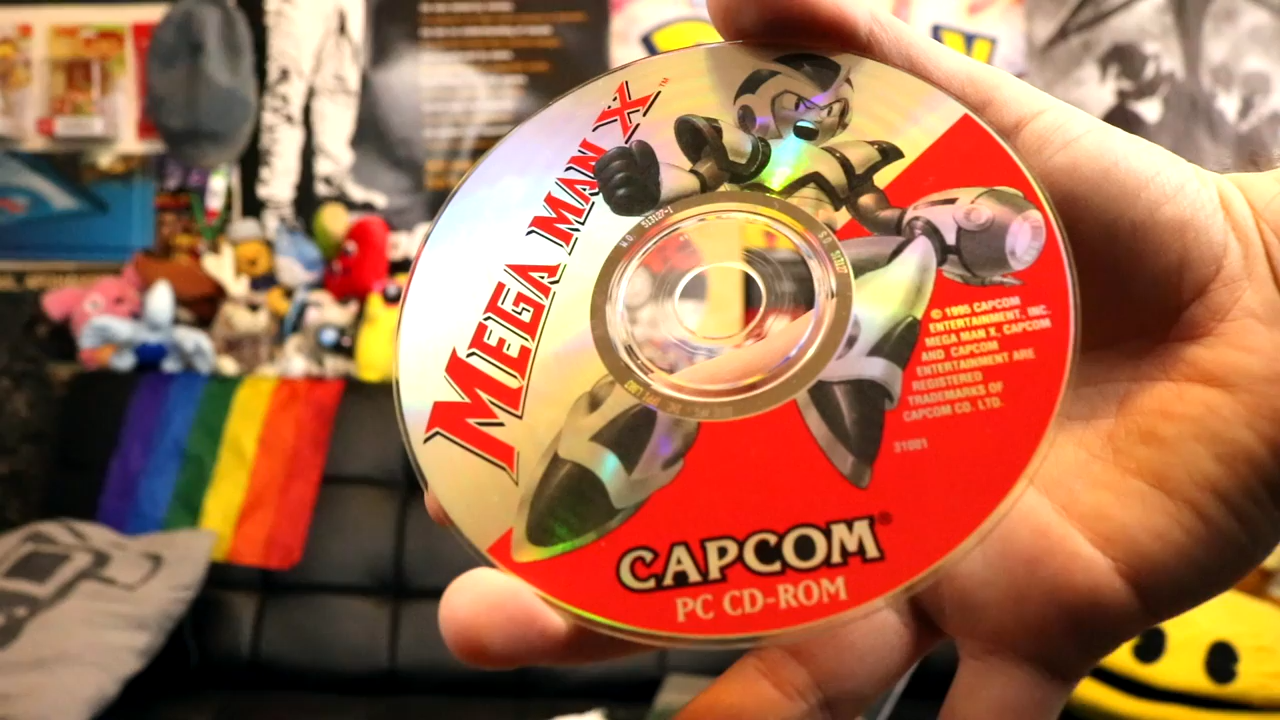 MEGA MAN X™
© 1995 CAPCOM
ENTERTAINMENT, INC.
MEGA MAN X, CAPCOM
AND CAPCOM
ENTERTAINMENT ARE
REGISTERED
TRADEMARKS OF
CAPCOM CO. LTD.
31001
CAPCOM®
PC CD-ROM